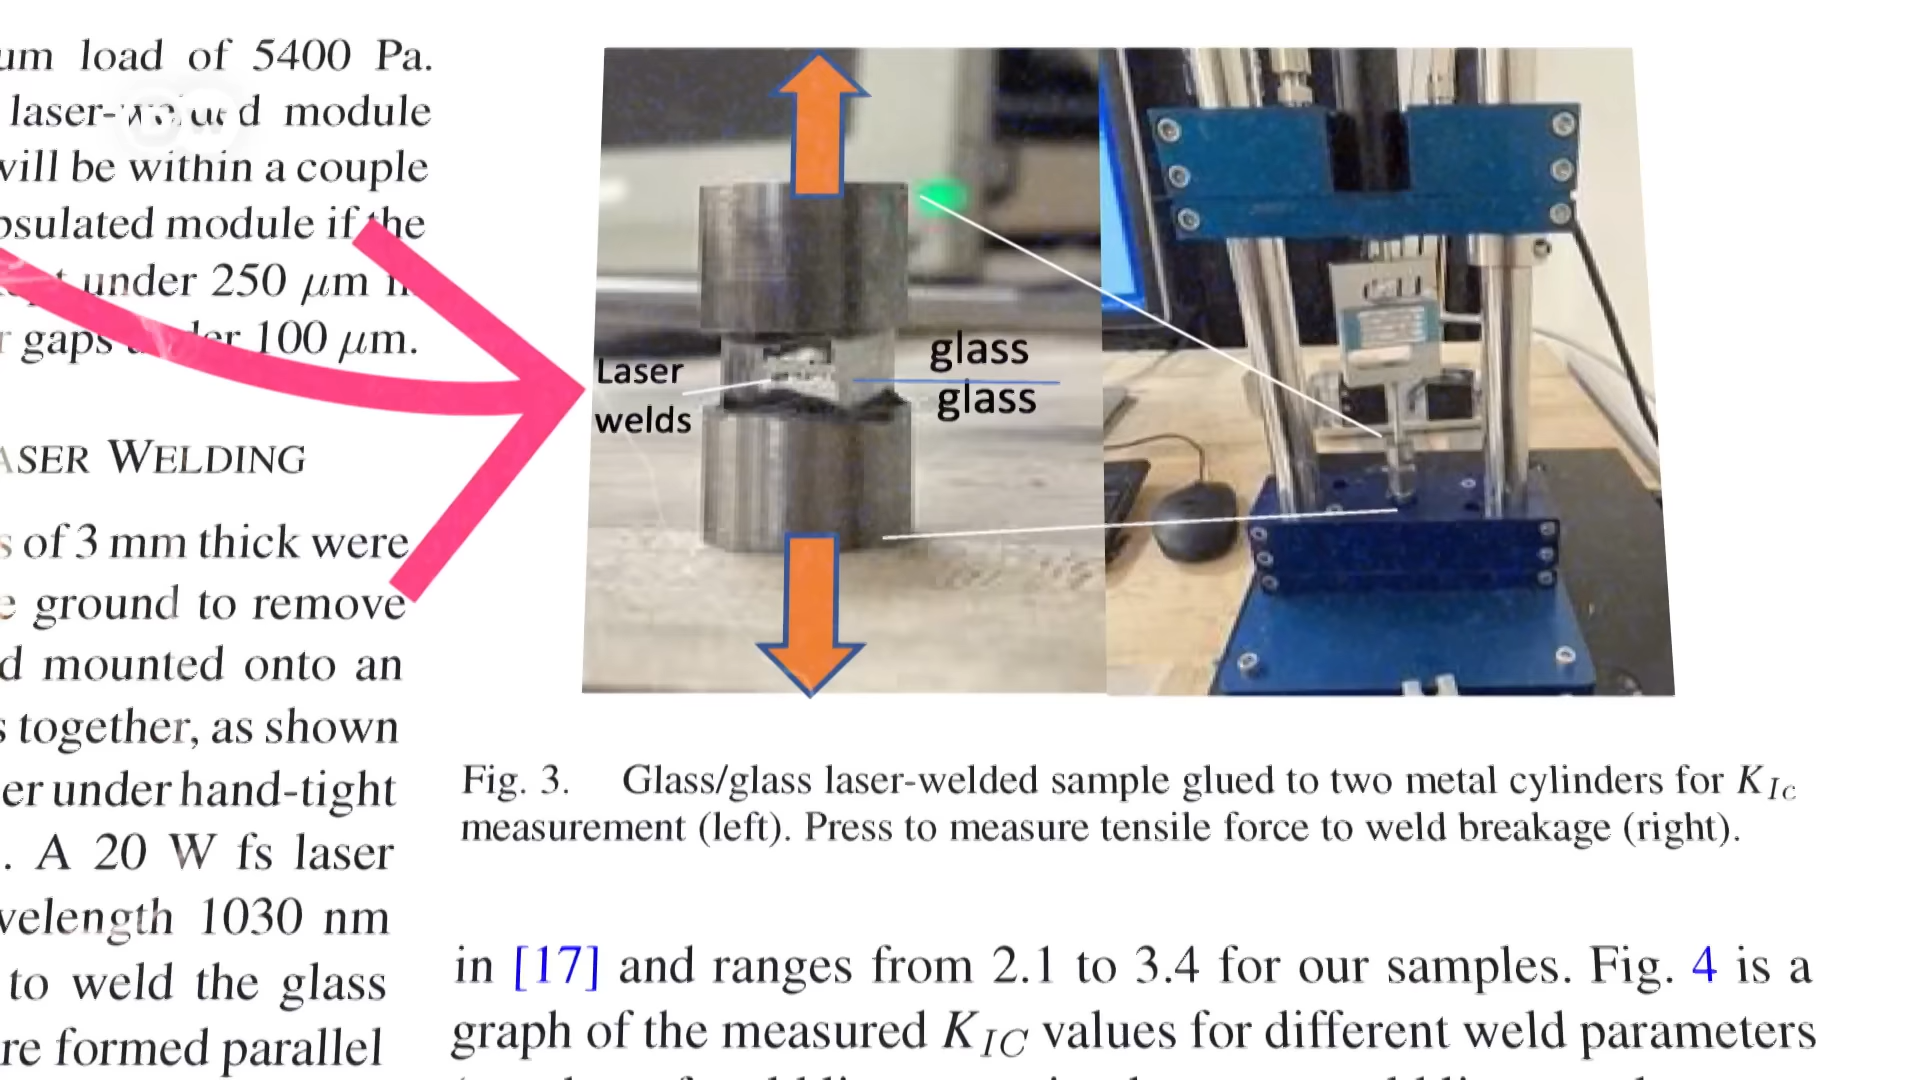 um load of 5400 Pa.
laser- d module
will be within a couple
psulated module if the
under 250 μm
gaps 100 μm.
ASER WELDING
s of 3 mm thick were
e ground to remove
d mounted onto an
s together, as shown
er under hand-tight
. A 20 W fs laser
velength 1030 nm
to weld the glass
re formed parallel
Laser
welds
glass
glass
Fig. 3. Glass/glass laser-welded sample glued to two metal cylinders for K_Ic
measurement (left). Press to measure tensile force to weld breakage (right).
in [17] and ranges from 2.1 to 3.4 for our samples. Fig. 4 is a
graph of the measured K_IC values for different weld parameters